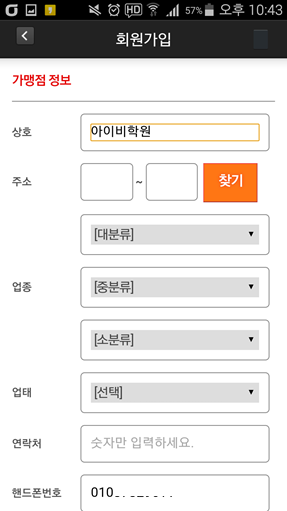 HD 57% 오후 10:43
회원가입
가맹점 정보
상호 아이비학원
주소 ~ 찾기
[대분류]
업종 [중분류]
[소분류]
업태 [선택]
연락처 숫자만 입력하세요.
핸드폰번호 010